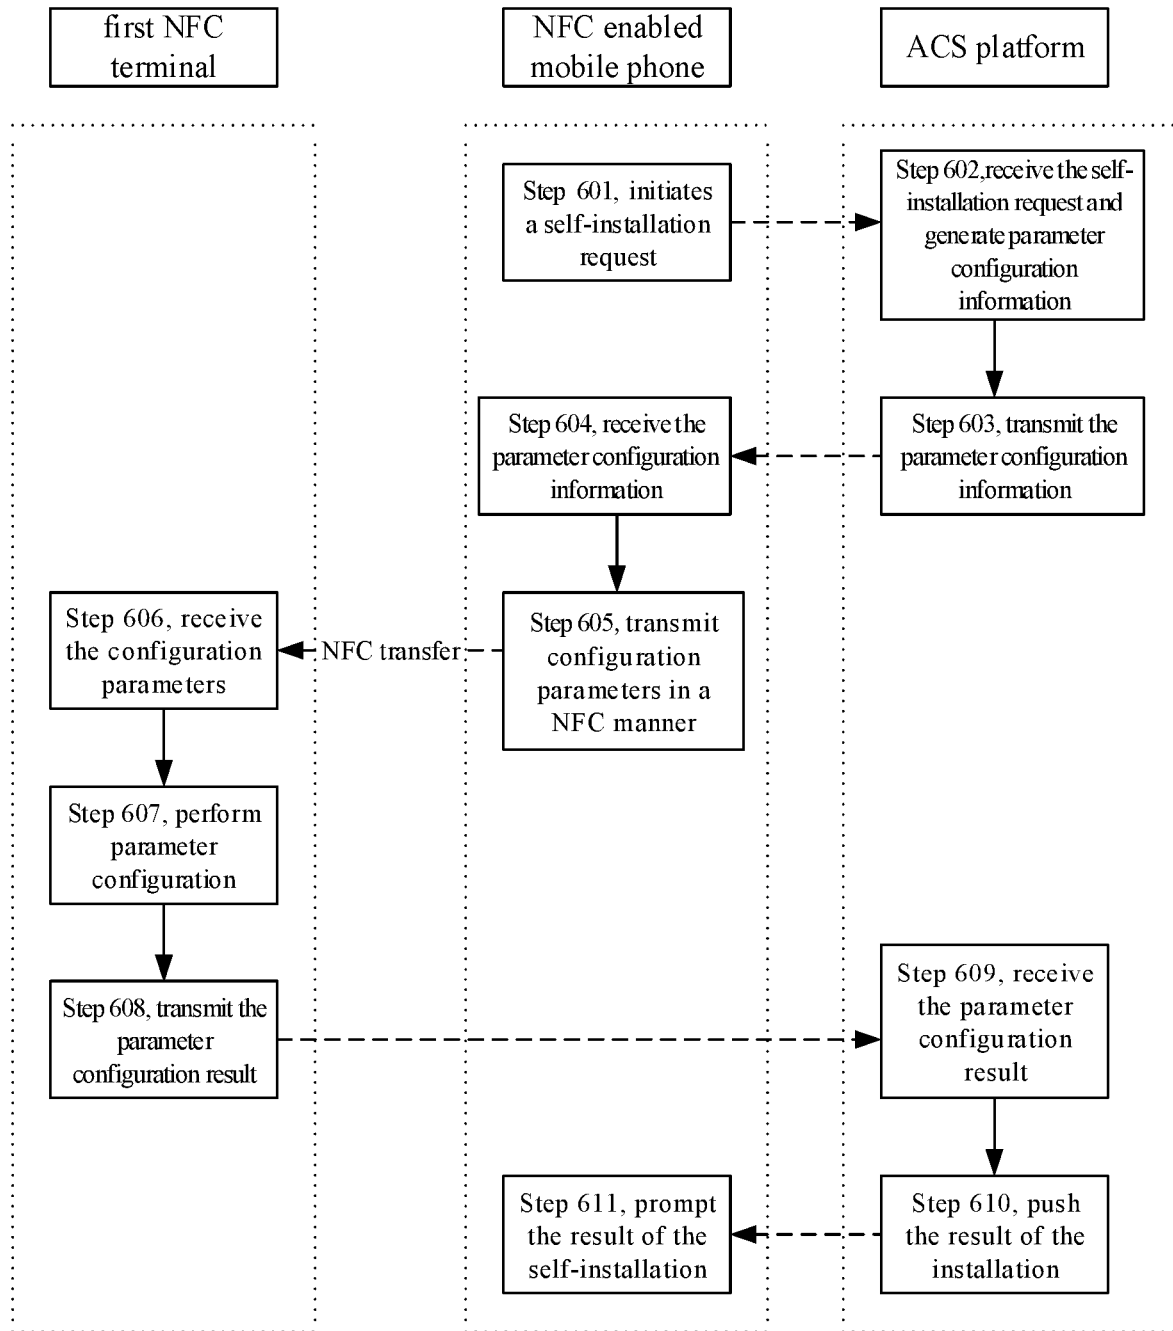 first NFC
terminal
NFC enabled
mobile phone
ACS platform
Step 601, initiates
a self-installation
request
Step 602,receive the self-
installation request and
generate parameter
configuration
information
Step 604, receive the
parameter configuration
information
Step 603, transmit the
parameter configuration
information
Step 606, receive
the configuration
parameters
NFC transfer
Step 605, transmit
configuration
parameters in a
NFC manner
Step 607, perform
parameter
configuration
Step 608, transmit the
parameter
configuration result
Step 609, receive
the parameter
configuration
result
Step 611, prompt
the result of the
self-installation
Step 610, push
the result of the
installation